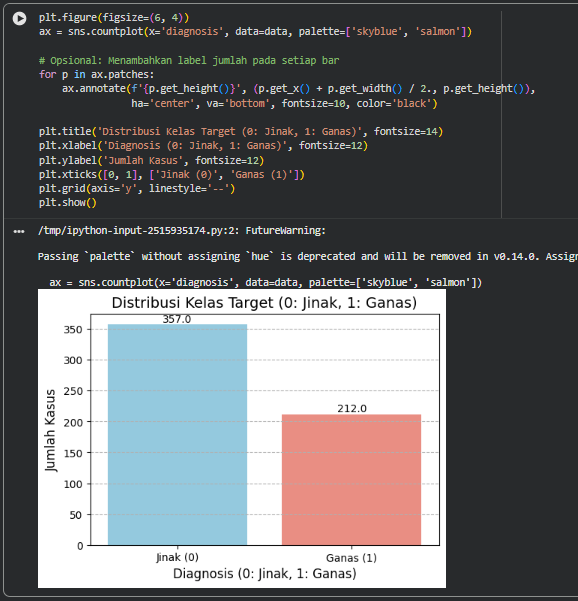 plt.figure(figsize=(6, 4))
ax = sns.countplot(x='diagnosis', data=data, palette=['skyblue', 'salmon'])
# Opsional: Menambahkan label jumlah pada setiap bar
for p in ax.patches:
ax.annotate(f'{p.get_height()}', (p.get_x() + p.get_width() / 2., p.get_height()),
ha='center', va='bottom', fontsize=10, color='black')
plt.title('Distribusi Kelas Target (0: Jinak, 1: Ganas)', fontsize=14)
plt.xlabel('Diagnosis (0: Jinak, 1: Ganas)', fontsize=12)
plt.ylabel('Jumlah Kasus', fontsize=12)
plt.xticks([0, 1], ['Jinak (0)', 'Ganas (1)'])
plt.grid(axis='y', linestyle='--')
plt.show()
/tmp/ipython-input-2515935174.py:2: FutureWarning:
Passing `palette` without assigning `hue` is deprecated and will be removed in v0.14.0. Assign
ax = sns.countplot(x='diagnosis', data=data, palette=['skyblue', 'salmon'])
Distribusi Kelas Target (0: Jinak, 1: Ganas)
357.0
350
300
250
212.0
200
150
100
50
0
Jumlah Kasus
Jinak (0)
Ganas (1)
Diagnosis (0: Jinak, 1: Ganas)